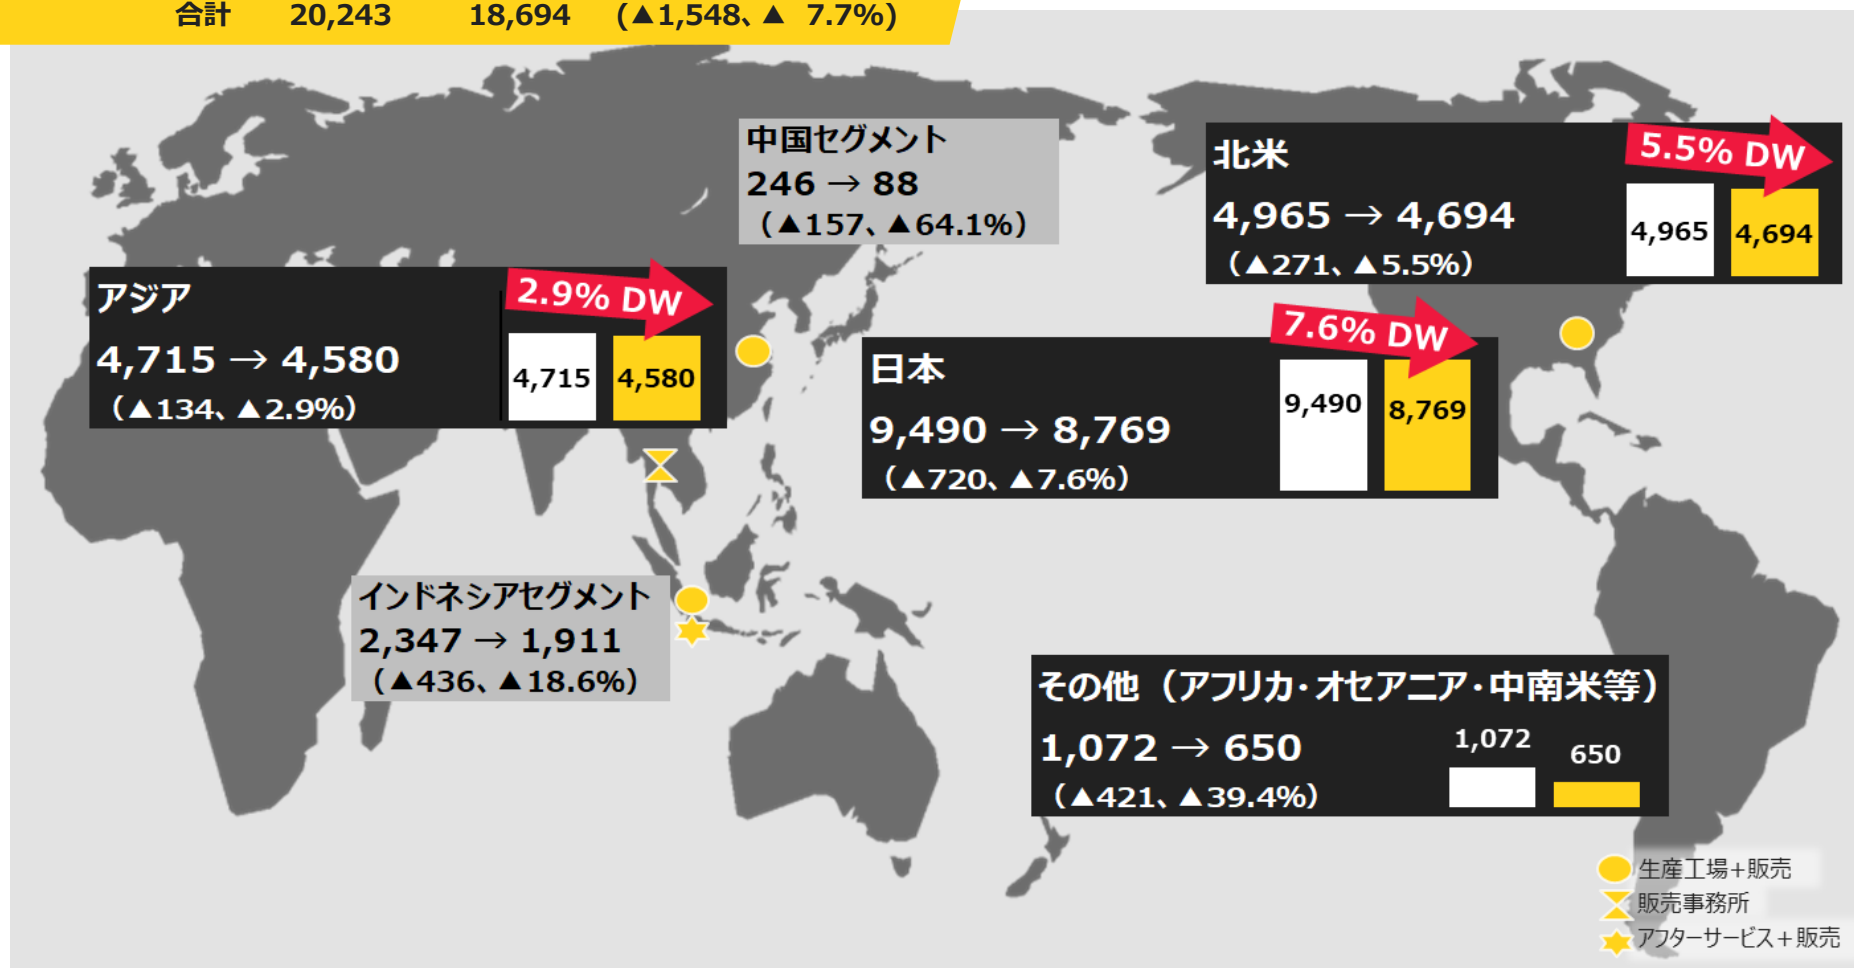 合計 20,243 18,694 (▲1,548、▲ 7.7%)
中国セグメント
246 → 88
(▲157、▲64.1%)
北米
4,965 → 4,694
(▲271、▲5.5%)
5.5% DW
4,965 4,694
アジア
4,715 → 4,580
(▲134、▲2.9%)
2.9% DW
4,715 4,580
日本
9,490 → 8,769
(▲720、▲7.6%)
7.6% DW
9,490 8,769
インドネシアセグメント
2,347 → 1,911
(▲436、▲18.6%)
その他（アフリカ・オセアニア・中南米等）
1,072 → 650
(▲421、▲39.4%)
1,072 650
生産工場+販売
販売事務所
アフターサービス+販売